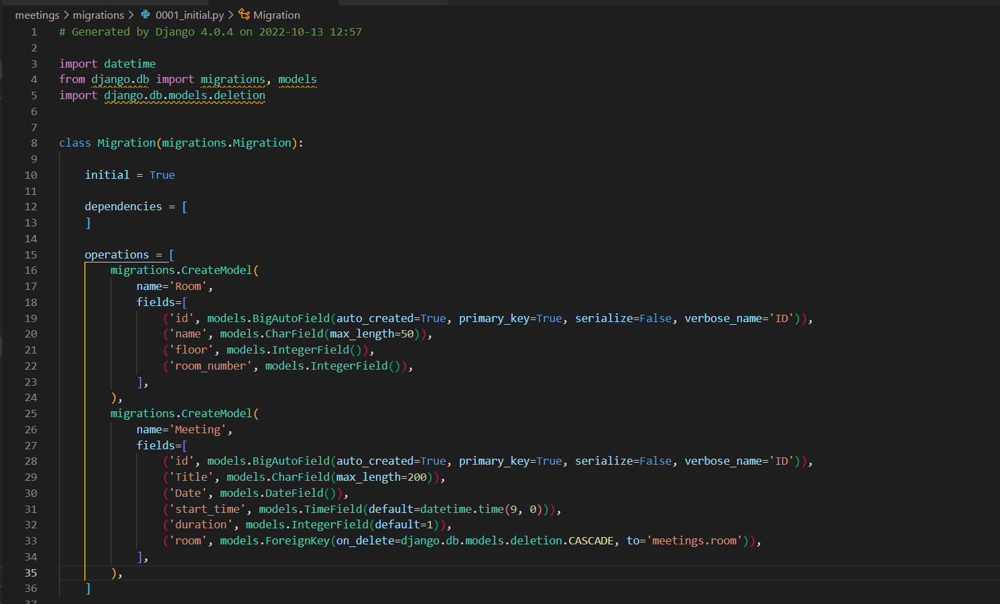 meetings > migrations > 0001_initial.py > Migration
1 # Generated by Django 4.0.4 on 2022-10-13 12:57
2
3 import datetime
4 from django.db import migrations, models
5 import django.db.models.deletion
6
7
8 class Migration(migrations.Migration):
9
10     initial = True
11
12     dependencies = [
13     ]
14
15     operations = [
16         migrations.CreateModel(
17             name='Room',
18             fields=[
19                 ('id', models.BigAutoField(auto_created=True, primary_key=True, serialize=False, verbose_name='ID')),
20                 ('name', models.CharField(max_length=50)),
21                 ('floor', models.IntegerField()),
22                 ('room_number', models.IntegerField()),
23             ],
24         ),
25         migrations.CreateModel(
26             name='Meeting',
27             fields=[
28                 ('id', models.BigAutoField(auto_created=True, primary_key=True, serialize=False, verbose_name='ID')),
29                 ('Title', models.CharField(max_length=200)),
30                 ('Date', models.DateField()),
31                 ('start_time', models.TimeField(default=datetime.time(9, 0))),
32                 ('duration', models.IntegerField(default=1)),
33                 ('room', models.ForeignKey(on_delete=django.db.models.deletion.CASCADE, to='meetings.room')),
34             ],
35         ),
36     ]
37